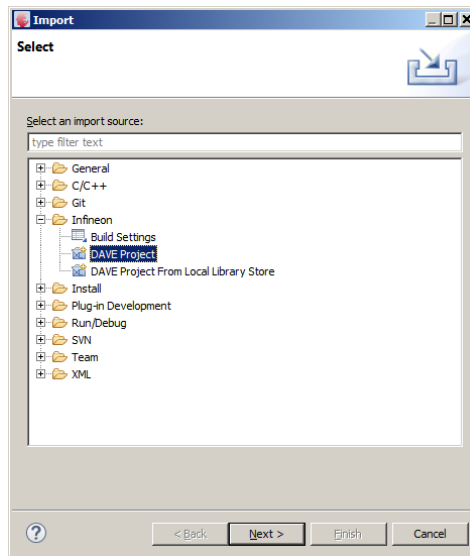 Import
Select
Select an import source:
type filter text
General
C/C++
Git
Infineon
Build Settings
DAVE Project
DAVE Project From Local Library Store
Install
Plug-in Development
Run/Debug
SVN
Team
XML
?
< Back
Next >
Finish
Cancel